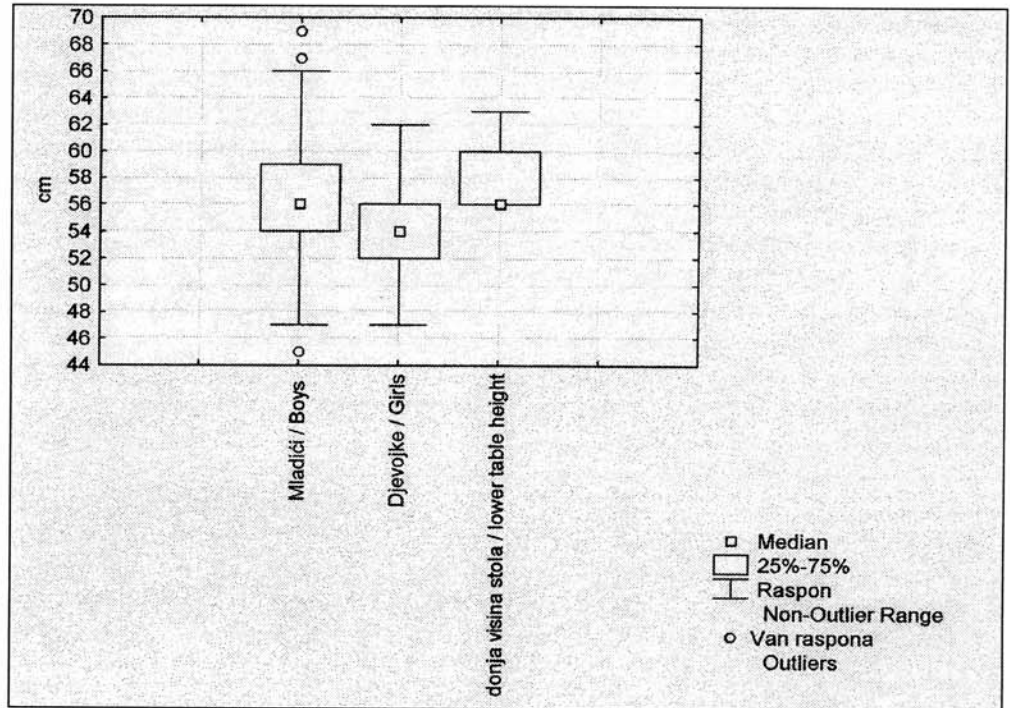 70
68
66
64
62
60
58
56
54
52
50
48
46
44
cm
Mladići / Boys
Djevojke / Girls
donja visina stola / lower table height
Median
25%-75%
Raspon
Non-Outlier Range
Van raspona
Outliers